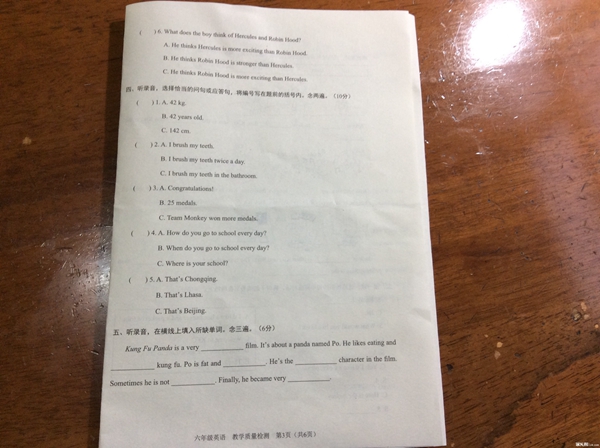 (     ) 6. What does the boy think of Hercules and Robin Hood?
A. He thinks Hercules is more exciting than Robin Hood.
B. He thinks Robin Hood is stronger than Hercules.
C. He thinks Robin Hood is more exciting than Hercules.
四、听录音，选择恰当的问句或应答句，将编号写在题前的括号内。念两遍。（10分）
(     ) 1. A. 42 kg.
B. 42 years old.
C. 142 cm.
(     ) 2. A. I brush my teeth.
B. I brush my teeth twice a day.
C. I brush my teeth in the bathroom.
(     ) 3. A. Congratulations!
B. 25 medals.
C. Team Monkey won more medals.
(     ) 4. A. How do you go to school every day?
B. When do you go to school every day?
C. Where is your school?
(     ) 5. A. That's Chongqing.
B. That's Lhasa.
C. That's Beijing.
五、听录音，在横线上填入所缺单词。念三遍。（6分）
Kung Fu Panda is a very __________ film. It's about a panda named Po. He likes eating and
__________ kung fu. Po is fat and __________. He's the __________ character in the film.
Sometimes he is not __________. Finally, he became very __________.
六年级英语 教学质量检测 第3页（共6页）